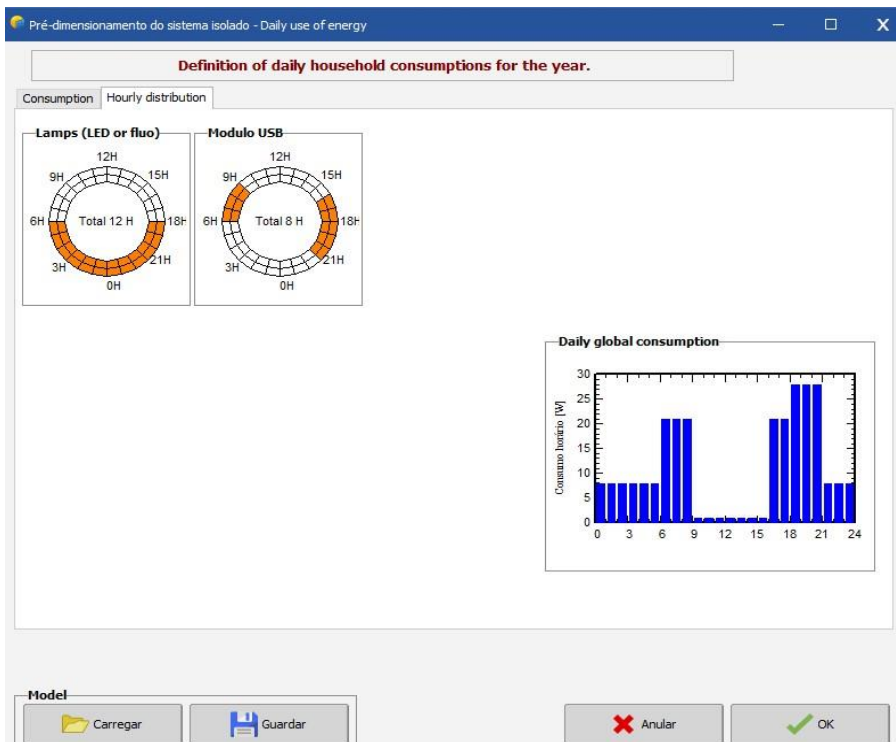 Pré-dimensionamento do sistema isolado - Daily use of energy
Definition of daily household consumptions for the year.
Consumption Hourly distribution
Lamps (LED or fluo) Modulo USB
12H
9H 15H
6H Total 12 H 18H
3H 21H
0H
12H
9H 15H
6H Total 8 H 18H
3H 21H
0H
Daily global consumption
Consumo horário [W]
30
25
20
15
10
5
0
0 3 6 9 12 15 18 21 24
Model
Carregar Guardar Anular OK